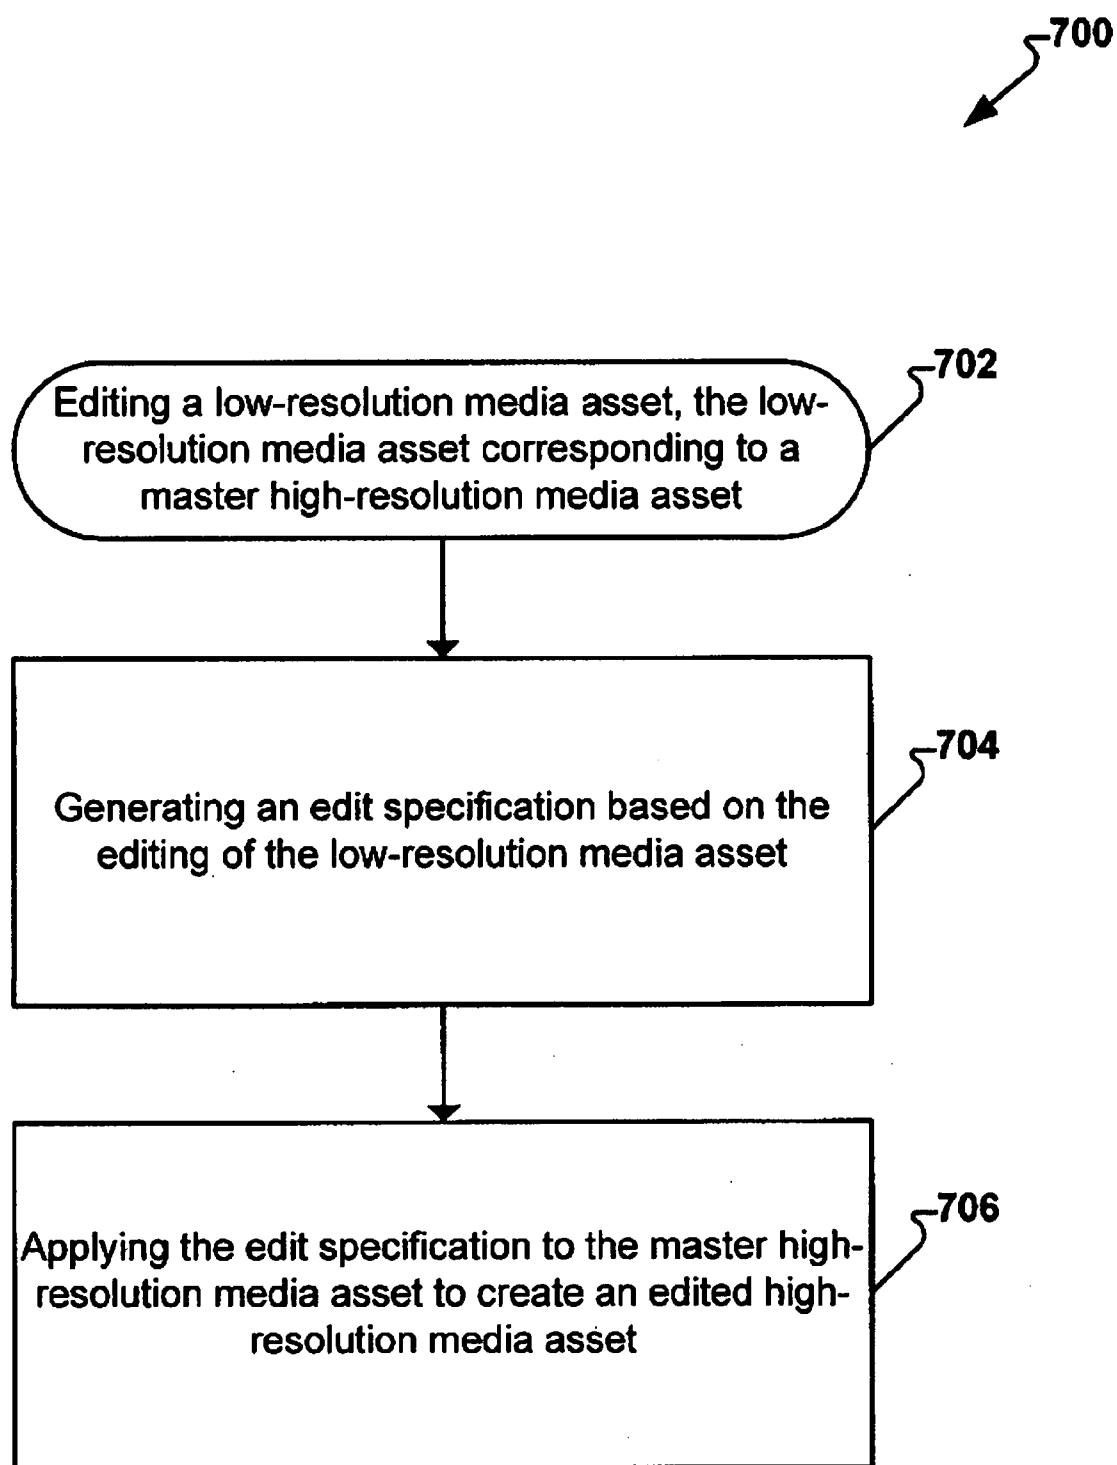 700
702
Editing a low-resolution media asset, the low-
resolution media asset corresponding to a
master high-resolution media asset
704
Generating an edit specification based on the
editing of the low-resolution media asset
706
Applying the edit specification to the master high-
resolution media asset to create an edited high-
resolution media asset